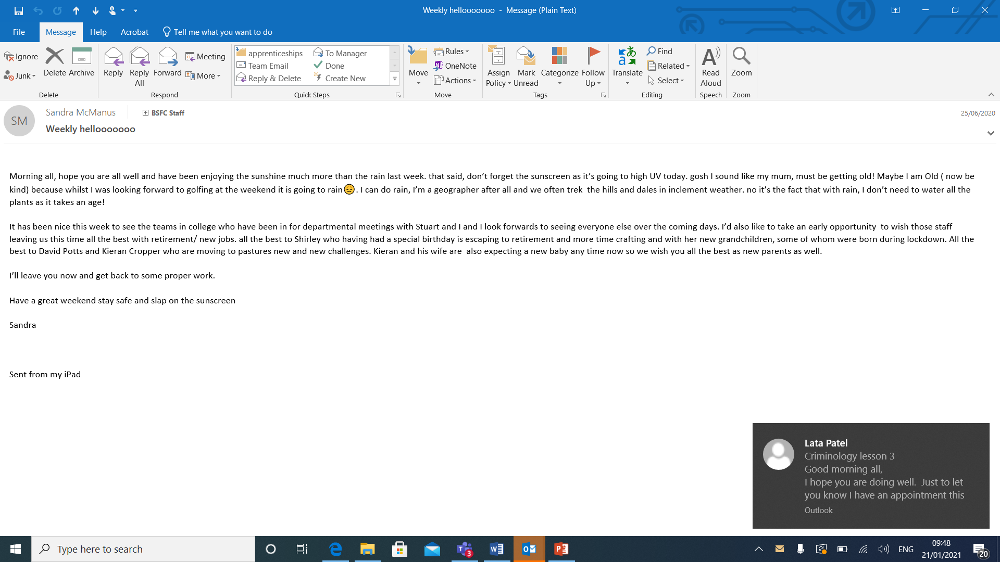 Weekly hellooooooo - Message (Plain Text)
File Message Help Acrobat Tell me what you want to do
Ignore
Junk
Delete
Archive
Delete
Reply
Reply All
Forward
Meeting
More
Respond
apprenticeships
Team Email
Reply & Delete
To Manager
Done
Create New
Quick Steps
Move
Rules
OneNote
Actions
Move
Assign Policy
Mark Unread
Categorize
Follow Up
Tags
Translate
Find
Related
Select
Editing
Read Aloud
Speech
Zoom
Zoom
SM
Sandra McManus
BSFC Staff
25/06/2020
Weekly hellooooooo
Morning all, hope you are all well and have been enjoying the sunshine much more than the rain last week. that said, don’t forget the sunscreen as it’s going to high UV today. gosh I sound like my mum, must be getting old! Maybe I am Old ( now be
kind) because whilst I was looking forward to golfing at the weekend it is going to rain😞. I can do rain, I’m a geographer after all and we often trek  the hills and dales in inclement weather. no it’s the fact that with rain, I don’t need to water all the
plants as it takes an age!
It has been nice this week to see the teams in college who have been in for departmental meetings with Stuart and I and I look forwards to seeing everyone else over the coming days. I’d also like to take an early opportunity  to wish those staff
leaving us this time all the best with retirement/ new jobs. all the best to Shirley who having had a special birthday is escaping to retirement and more time crafting and with her new grandchildren, some of whom were born during lockdown. All the
best to David Potts and Kieran Cropper who are moving to pastures new and new challenges. Kieran and his wife are  also expecting a new baby any time now so we wish you all the best as new parents as well.
I’ll leave you now and get back to some proper work.
Have a great weekend stay safe and slap on the sunscreen
Sandra
Sent from my iPad
Lata Patel
Criminology lesson 3
Good morning all,
I hope you are doing well.  Just to let
you know I have an appointment this
Outlook
Type here to search
3
ENG
09:48
21/01/2021
20